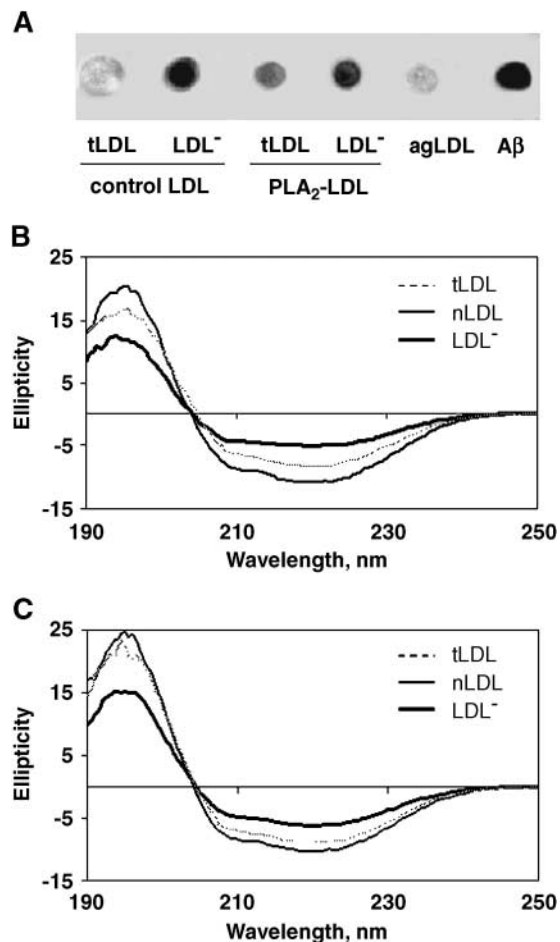 A
tLDL LDL⁻ tLDL LDL⁻ agLDL Aβ
control LDL PLA₂-LDL
B
25
15
5
-5
-15
Ellipticity
tLDL
nLDL
LDL⁻
190 210 230 250
Wavelength, nm
C
25
15
5
-5
-15
Ellipticity
tLDL
nLDL
LDL⁻
190 210 230 250
Wavelength, nm